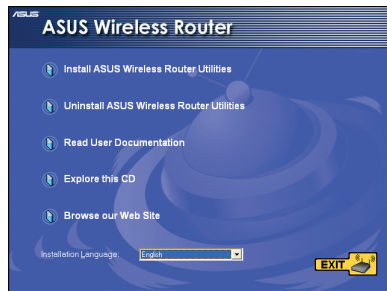 ASUS
ASUS Wireless Router
Install ASUS Wireless Router Utilities
Uninstall ASUS Wireless Router Utilities
Read User Documentation
Explore this CD
Browse our Web Site
Installation Language: English
EXIT